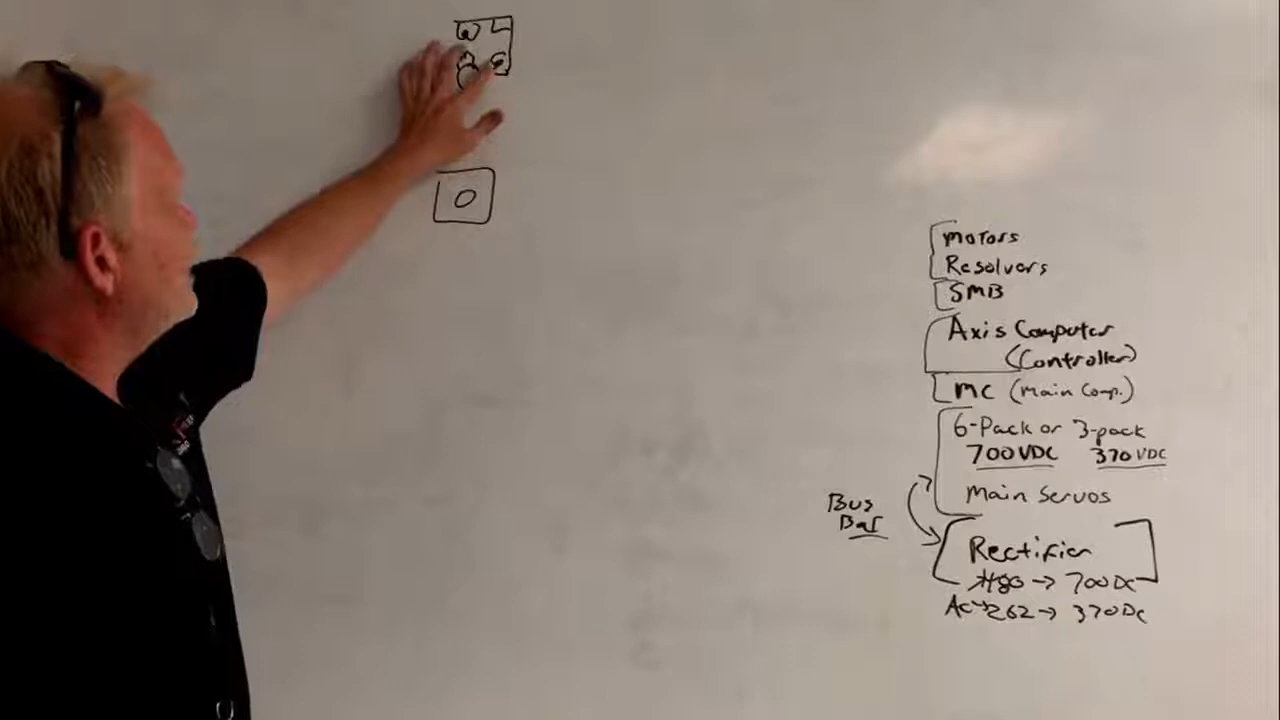 Motors
Resolvers
SMB
Axis Computer
(Controller)
MC (Main Comp.)
6-Pack or 3-pack
700VDC 370VDC
Main Servos
Bus
Bar
Rectifier
480 → 700DC
AC 262 → 370DC